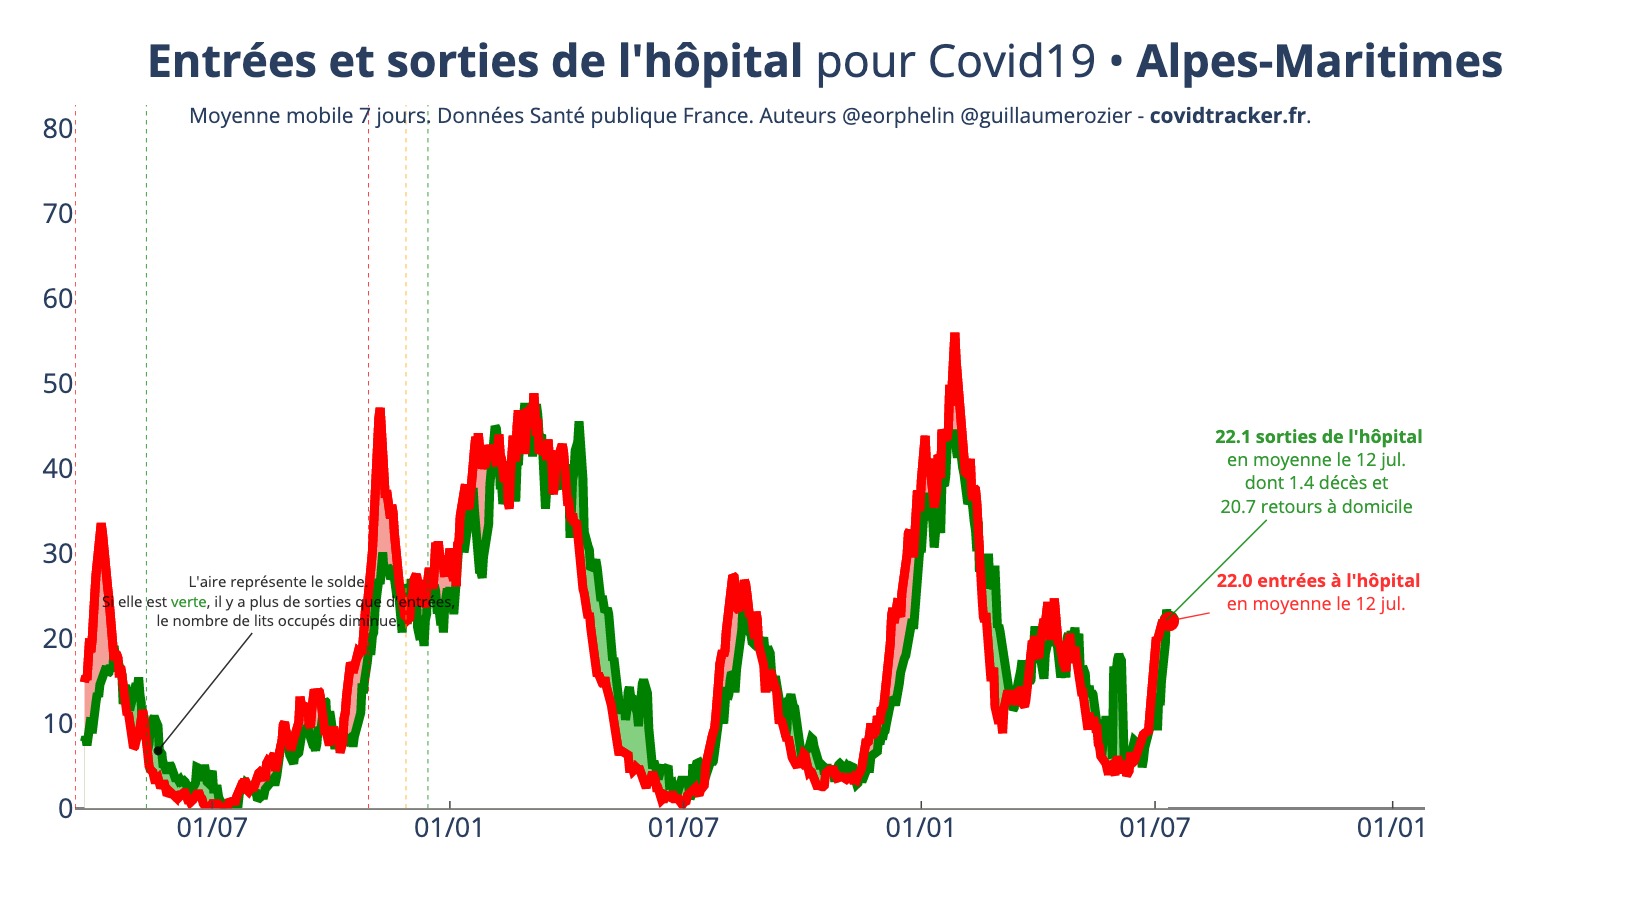 Entrées et sorties de l'hôpital pour Covid19 • Alpes-Maritimes
Moyenne mobile 7 jours. Données Santé publique France. Auteurs @eorphelin @guillaumerozier - covidtracker.fr.
80
70
60
50
40
30
20
10
0
22.1 sorties de l'hôpital
en moyenne le 12 jul.
dont 1.4 décès et
20.7 retours à domicile
22.0 entrées à l'hôpital
en moyenne le 12 jul.
L'aire représente le solde.
Si elle est verte, il y a plus de sorties que d'entrées,
le nombre de lits occupés diminue.
01/07
01/01
01/07
01/01
01/07
01/01